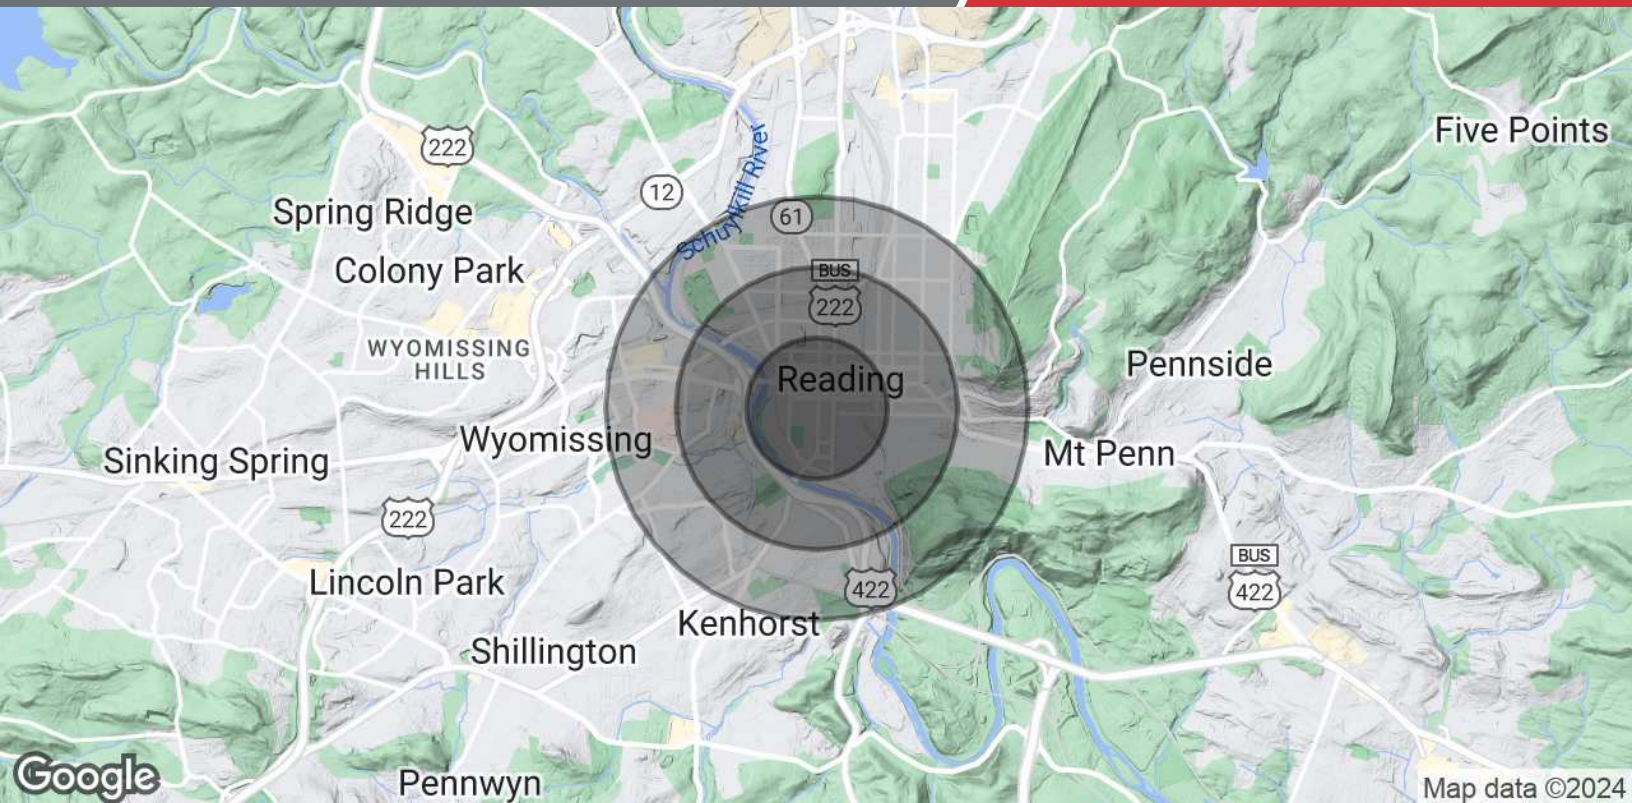 Five Points
222
12
Schuylkill River
Spring Ridge
61
Colony Park
BUS
222
WYOMISSING
HILLS
Pennside
Reading
Wyomissing
Mt Penn
Sinking Spring
222
BUS
422
422
Lincoln Park
Kenhorst
Shillington
Google
Pennwyn
Map data ©2024